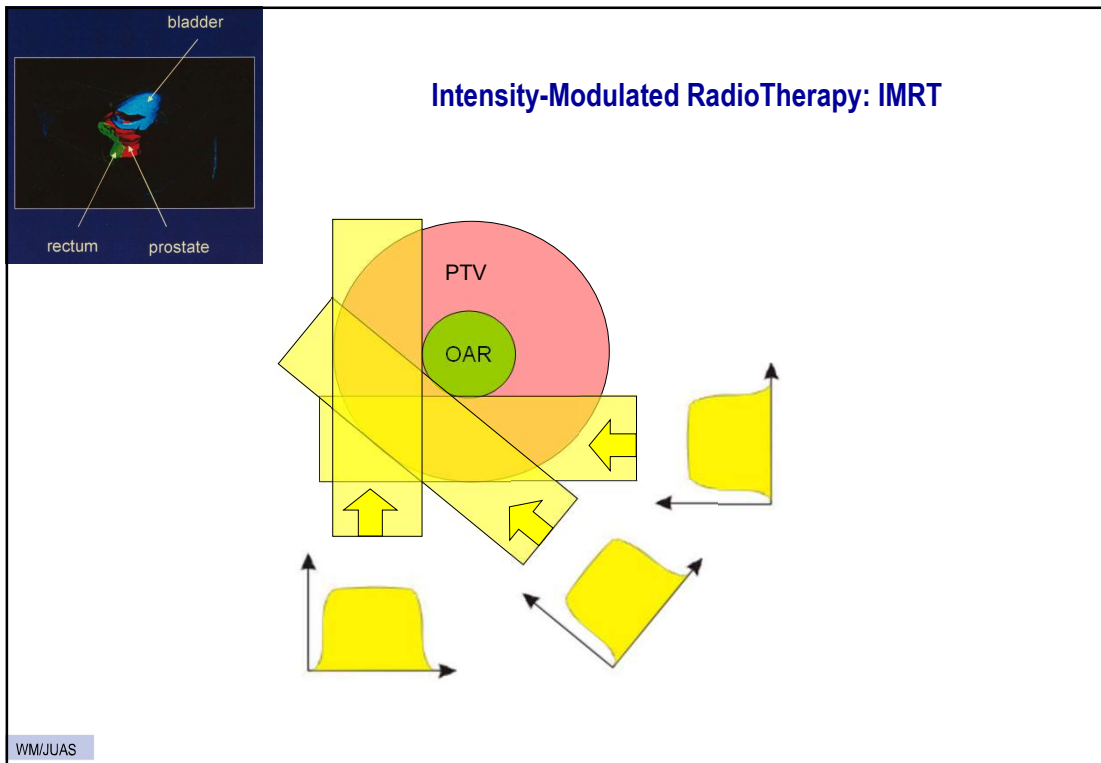 bladder
Intensity-Modulated RadioTherapy: IMRT
rectum prostate
PTV
OAR
WM/JUAS